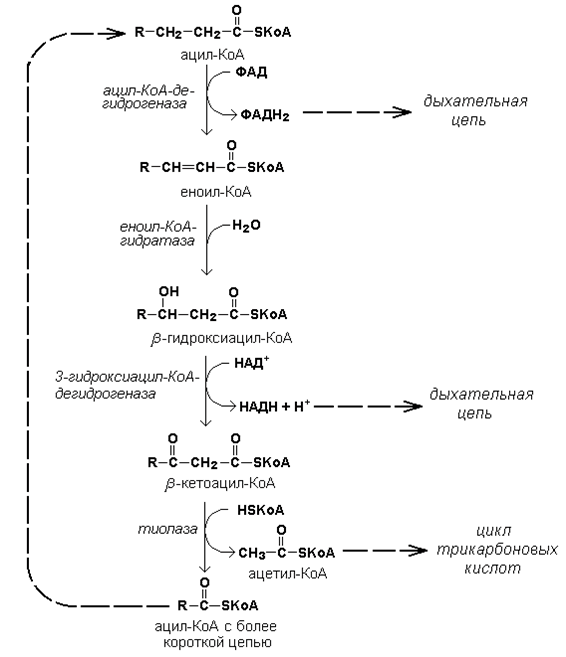 O
R–CH2–CH2–C–SKoA
ацил-КоА
ацил-КоА-де-
гидрогеназа
ФАД
ФАДН2
дыхательная
цепь
O
R–CH=CH–C–SKoA
еноил-КоА
еноил-КоА-
гидратаза
H2O
OH O
R–CH–CH2–C–SKoA
β-гидроксиацил-КоА
3-гидроксиацил-КоА-
дегидрогеназа
НАД+
НАДН + Н+
дыхательная
цепь
O O
R–C–CH2–C–SKoA
β-кетоацил-КоА
тиолаза
HSKoA
O
CH3–C–SKoA
ацетил-КоА
цикл
трикарбоновых
кислот
O
R–C–SKoA
ацил-КоА с более
короткой цепью